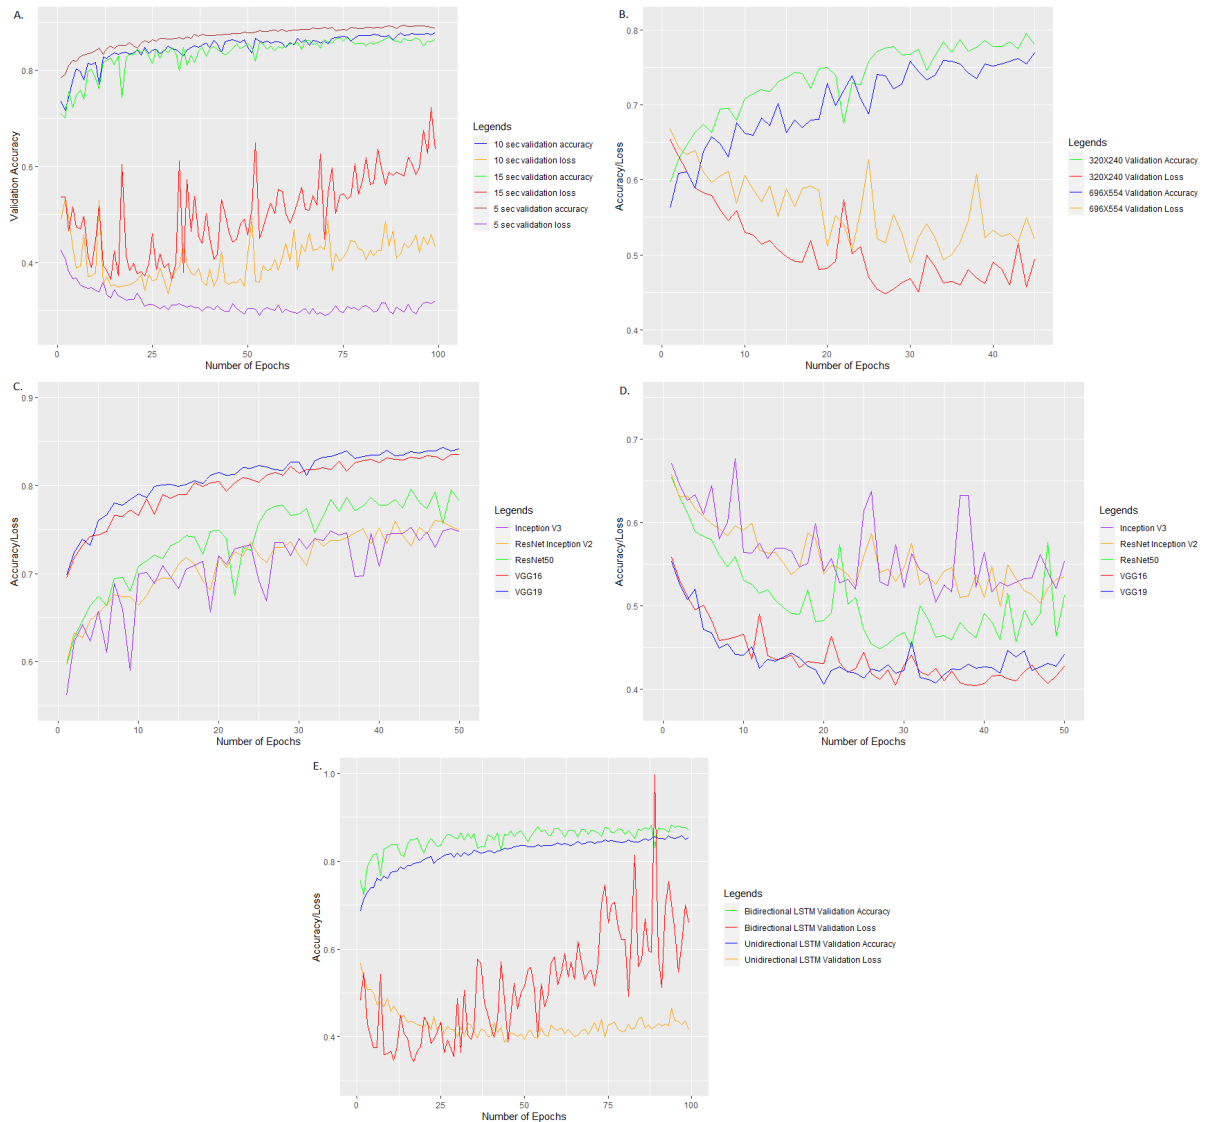 A.
Validation Accuracy
0.8
0.6
0.4
0
25
50
75
100
Number of Epochs
Legends
10 sec validation accuracy
10 sec validation loss
15 sec validation accuracy
15 sec validation loss
5 sec validation accuracy
5 sec validation loss
B.
Accuracy/Loss
0.8
0.7
0.6
0.5
0.4
0
10
20
30
40
Number of Epochs
Legends
320X240 Validation Accuracy
320X240 Validation Loss
696X554 Validation Accuracy
696X554 Validation Loss
C.
Accuracy/Loss
0.9
0.8
0.7
0.6
0
10
20
30
40
50
Number of Epochs
Legends
Inception V3
ResNet Inception V2
ResNet50
VGG16
VGG19
D.
Accuracy/Loss
0.7
0.6
0.5
0.4
0
10
20
30
40
50
Number of Epochs
Legends
Inception V3
ResNet Inception V2
ResNet50
VGG16
VGG19
E.
Accuracy/Loss
1.0
0.8
0.6
0.4
0
25
50
75
100
Number of Epochs
Legends
Bidirectional LSTM Validation Accuracy
Bidirectional LSTM Validation Loss
Unidirectional LSTM Validation Accuracy
Unidirectional LSTM Validation Loss